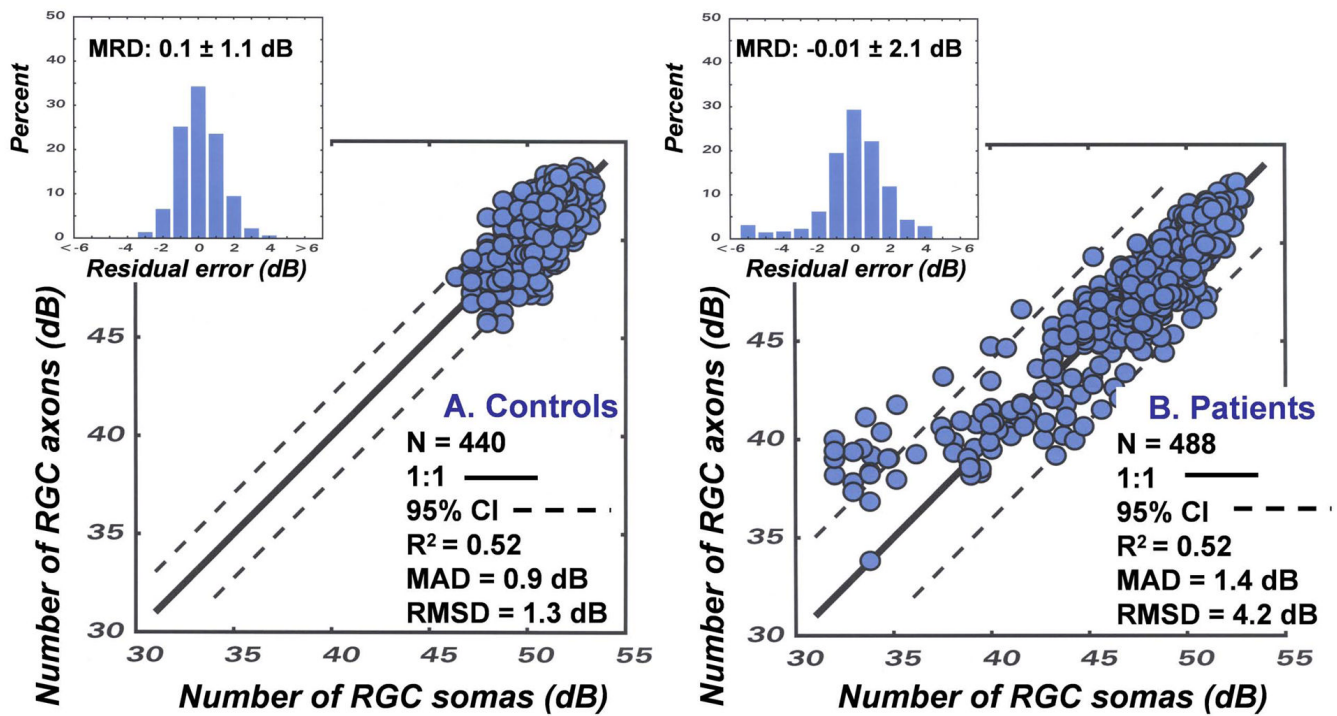 50
40
30
20
10
0
Percent
MRD: 0.1 ± 1.1 dB
< -6 -4 -2 0 2 4 > 6
Residual error (dB)
45
40
35
30
Number of RGC axons (dB)
A. Controls
N = 440
1:1
95% CI
R² = 0.52
MAD = 0.9 dB
RMSD = 1.3 dB
30 35 40 45 50 55
Number of RGC somas (dB)
50
40
30
20
10
0
Percent
MRD: -0.01 ± 2.1 dB
< -6 -4 -2 0 2 4 > 6
Residual error (dB)
45
40
35
30
Number of RGC axons (dB)
B. Patients
N = 488
1:1
95% CI
R² = 0.52
MAD = 1.4 dB
RMSD = 4.2 dB
30 35 40 45 50 55
Number of RGC somas (dB)